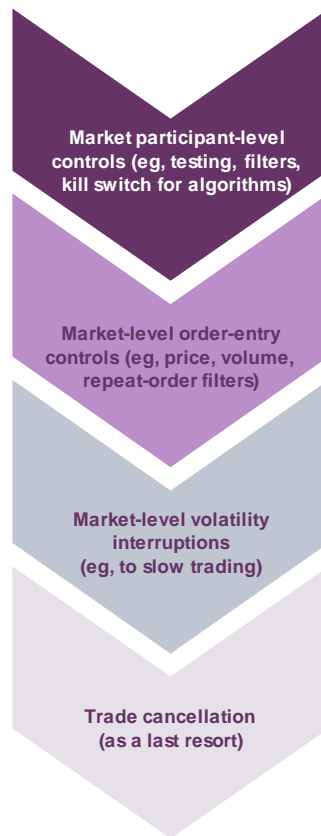 Market participant-level
controls (eg, testing, filters,
kill switch for algorithms)
Market-level order-entry
controls (eg, price, volume,
repeat-order filters)
Market-level volatility
interruptions
(eg, to slow trading)
Trade cancellation
(as a last resort)